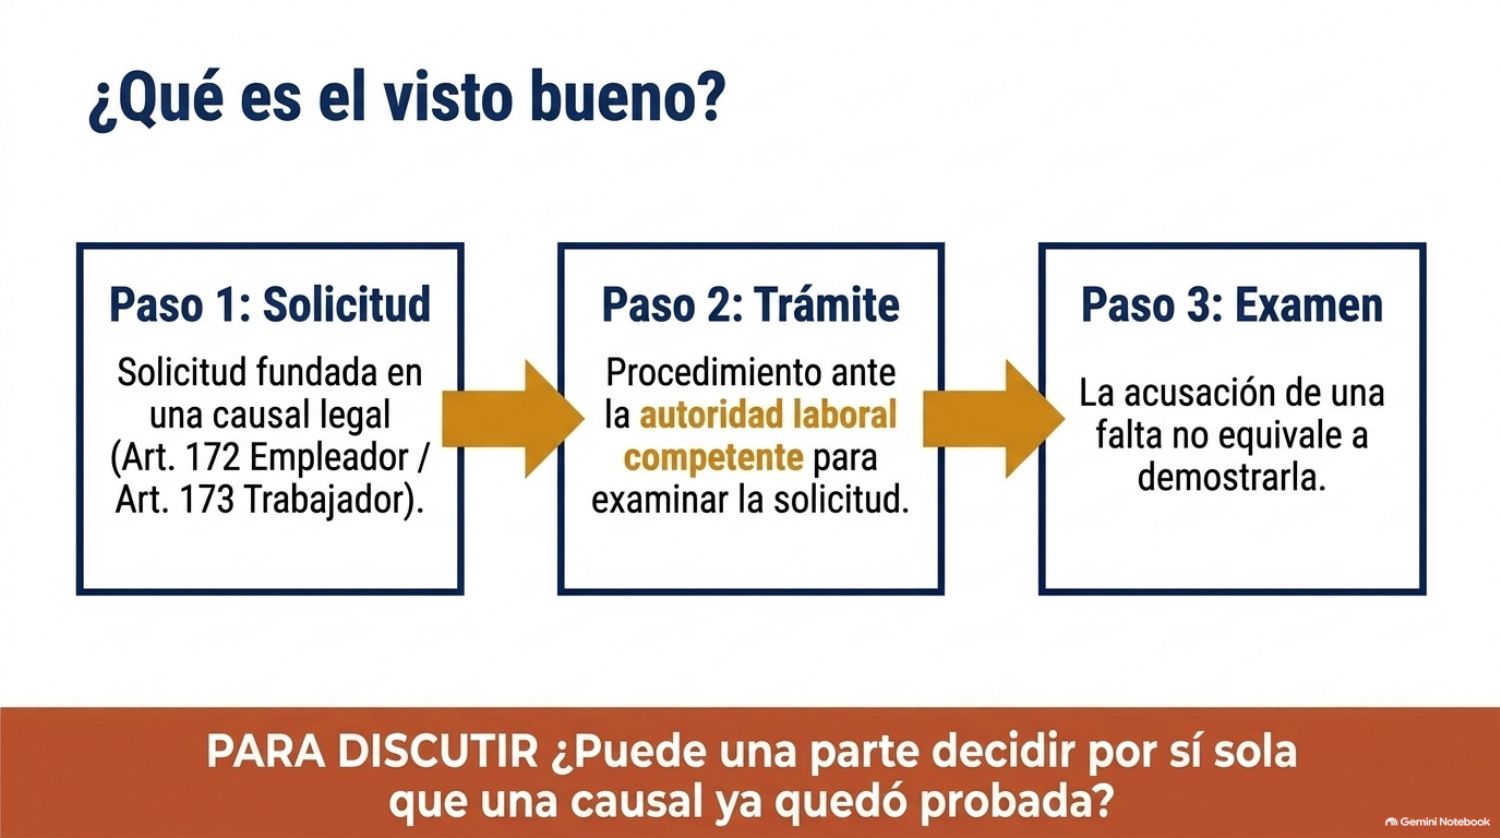 ¿Qué es el visto bueno?
Paso 1: Solicitud
Solicitud fundada en
una causal legal
(Art. 172 Empleador /
Art. 173 Trabajador).
Paso 2: Trámite
Procedimiento ante
la autoridad laboral
competente para
examinar la solicitud.
Paso 3: Examen
La acusación de una
falta no equivale a
demostrarla.
PARA DISCUTIR ¿Puede una parte decidir por sí sola
que una causal ya quedó probada?
Gemini Notebook